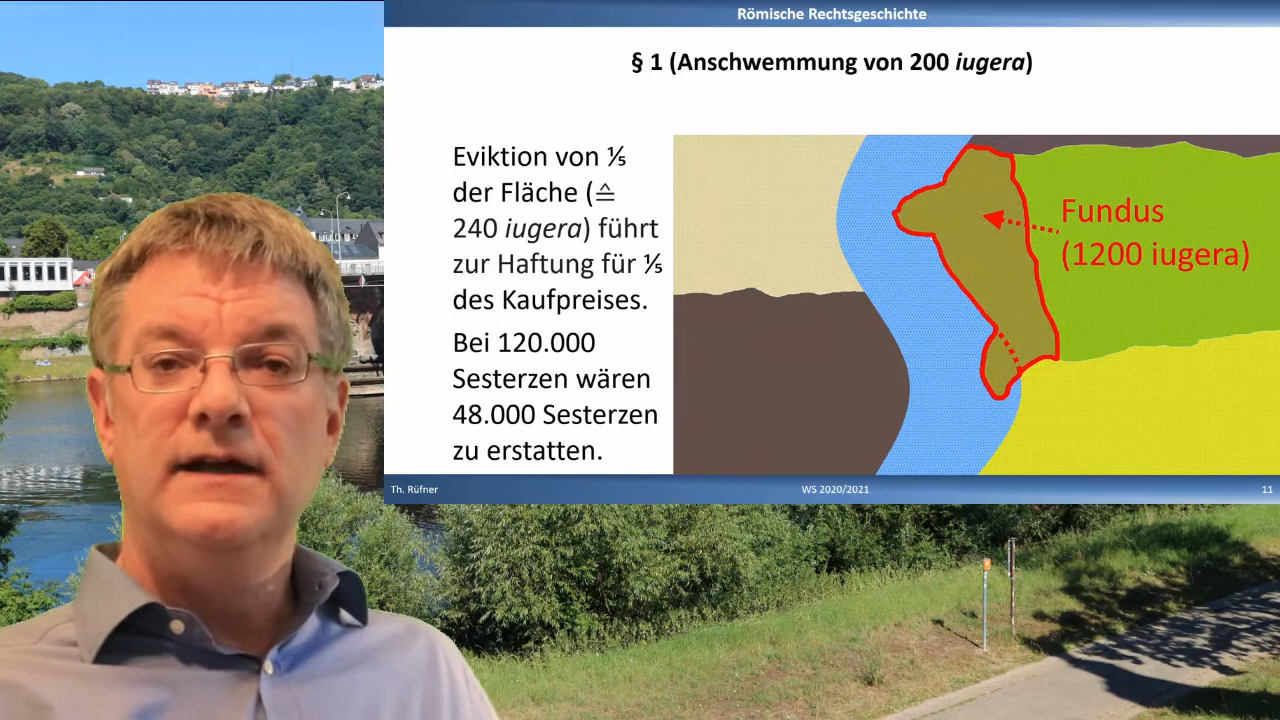 Römische Rechtsgeschichte
§ 1 (Anschwemmung von 200 iugera)
Eviktion von ⅕
der Fläche (≙
240 iugera) führt
zur Haftung für ⅕
des Kaufpreises.
Bei 120.000
Sesterzen wären
48.000 Sesterzen
zu erstatten.
Fundus
(1200 iugera)
Th. Rüfner
WS 2020/2021
11